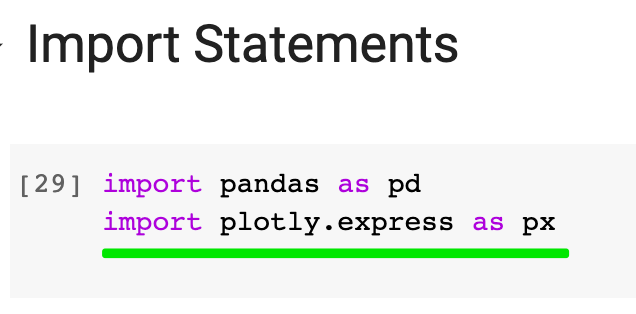 Import Statements
[29] import pandas as pd
import plotly.express as px